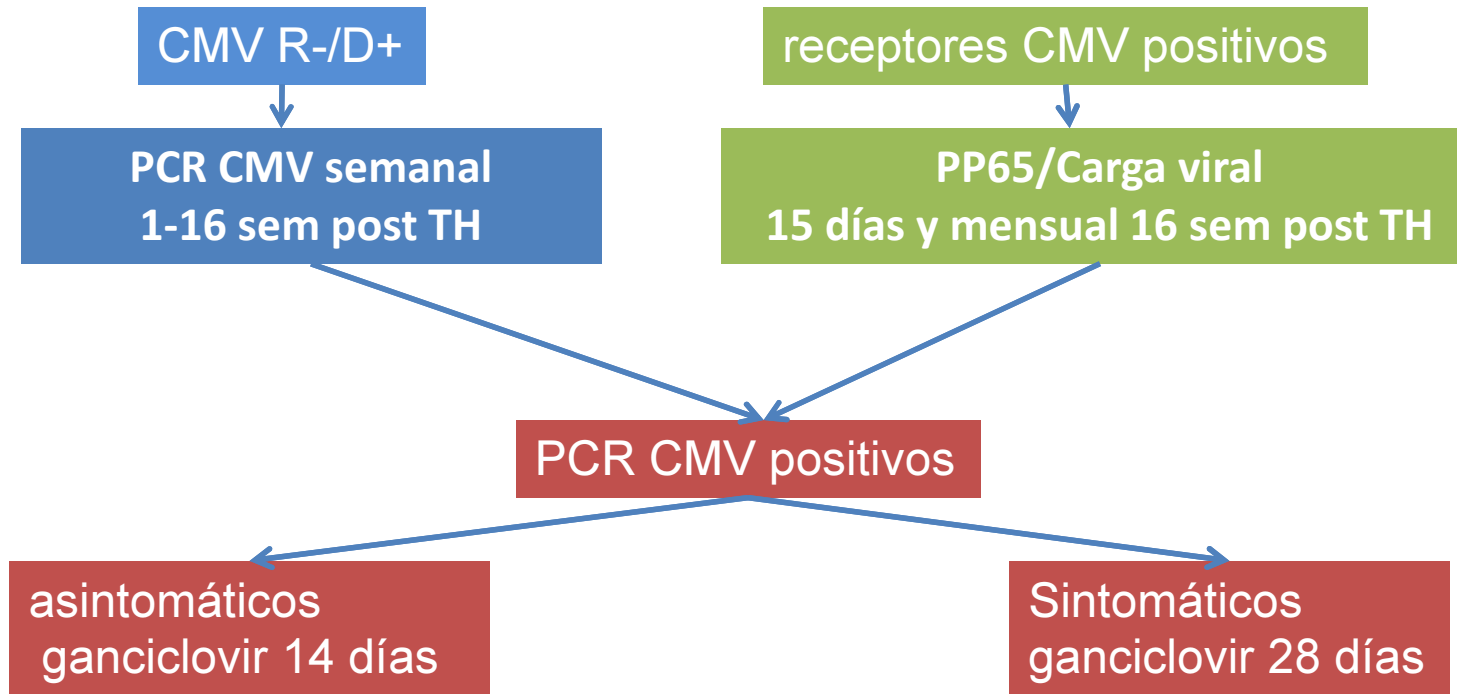 CMV R-/D+
receptores CMV positivos
PCR CMV semanal
1-16 sem post TH
PP65/Carga viral
15 días y mensual 16 sem post TH
PCR CMV positivos
asintomáticos
ganciclovir 14 días
Sintomáticos
ganciclovir 28 días